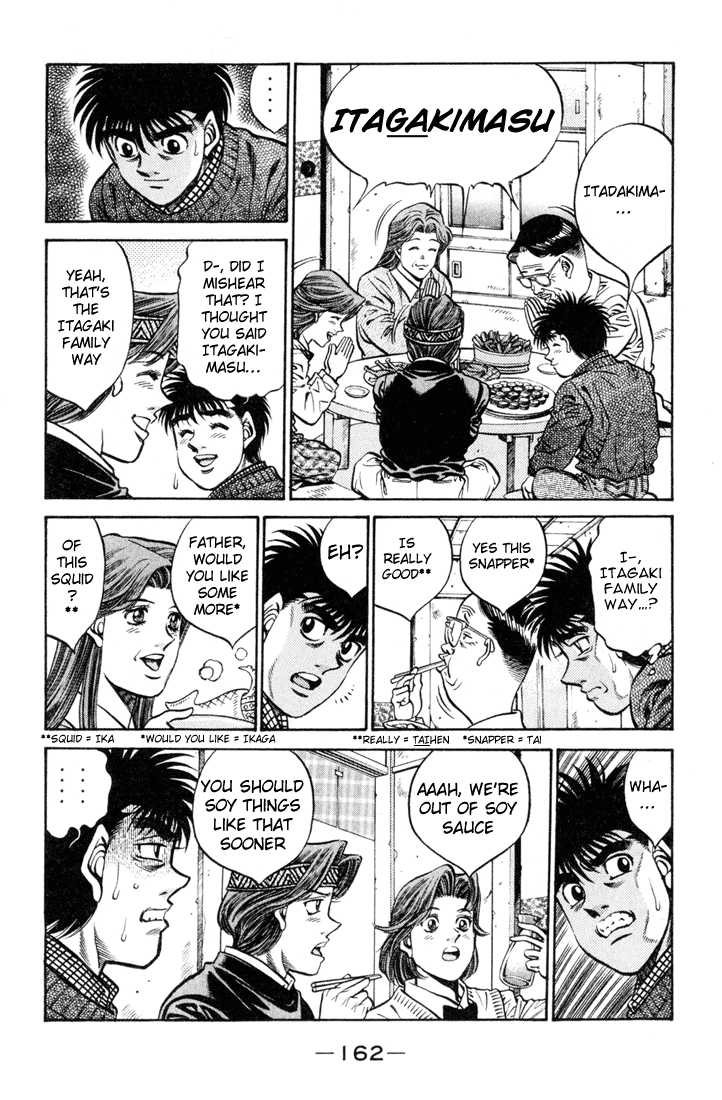 ...
ITADAKIMA-
...
ITAGAKIMASU
D-, DID I
MISHEAR
THAT? I
THOUGHT
YOU SAID
ITAGAKI-
MASU...
YEAH,
THAT'S
THE
ITAGAKI
FAMILY
WAY
I-,
ITAGAKI
FAMILY
WAY...?
YES THIS
SNAPPER*
IS
REALLY
GOOD**
EH?
FATHER,
WOULD
YOU LIKE
SOME
MORE*
OF
THIS
SQUID
?
**
**SQUID = IKA *WOULD YOU LIKE = IKAGA **REALLY = TAIHEN *SNAPPER = TAI
WHA-
...
AAAH, WE'RE
OUT OF SOY
SAUCE
YOU SHOULD
SOY THINGS
LIKE THAT
SOONER
...
...
—162—